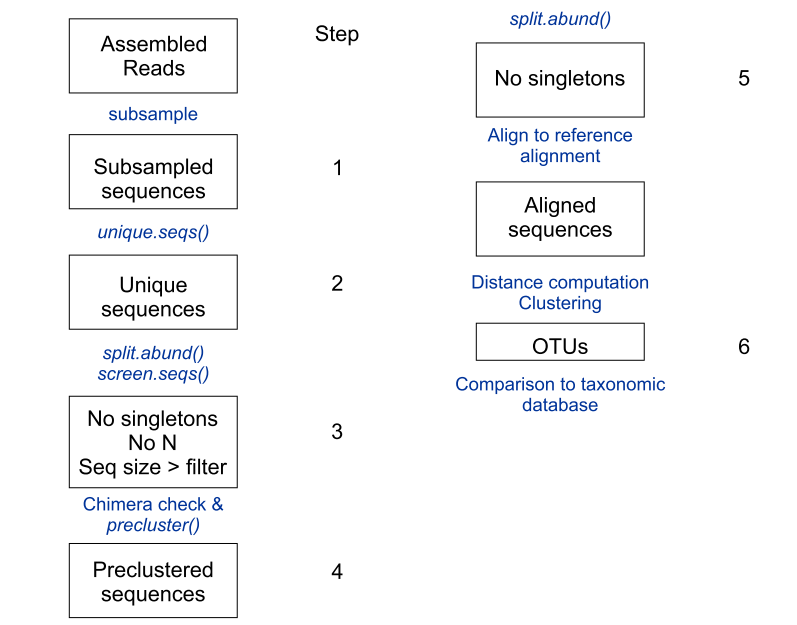 Assembled
Reads
Step
subsample
Subsampled
sequences
1
unique.seqs()
Unique
sequences
2
split.abund()
screen.seqs()
No singletons
No N
Seq size > filter
3
Chimera check &
precluster()
Preclustered
sequences
4
split.abund()
No singletons
5
Align to reference
alignment
Aligned
sequences
Distance computation
Clustering
OTUs
6
Comparison to taxonomic
database